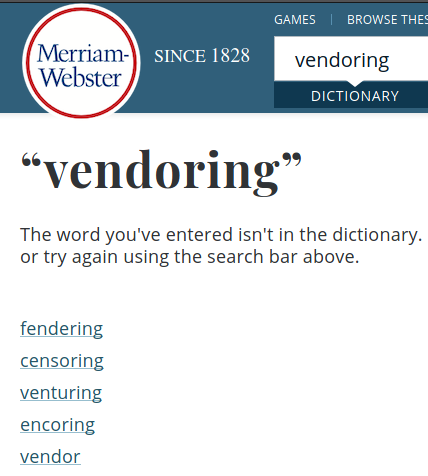 GAMES | BROWSE THES
Merriam-
Webster
SINCE 1828
vendoring
DICTIONARY
“vendoring”
The word you've entered isn't in the dictionary.
or try again using the search bar above.
fendering
censoring
venturing
encoring
vendor